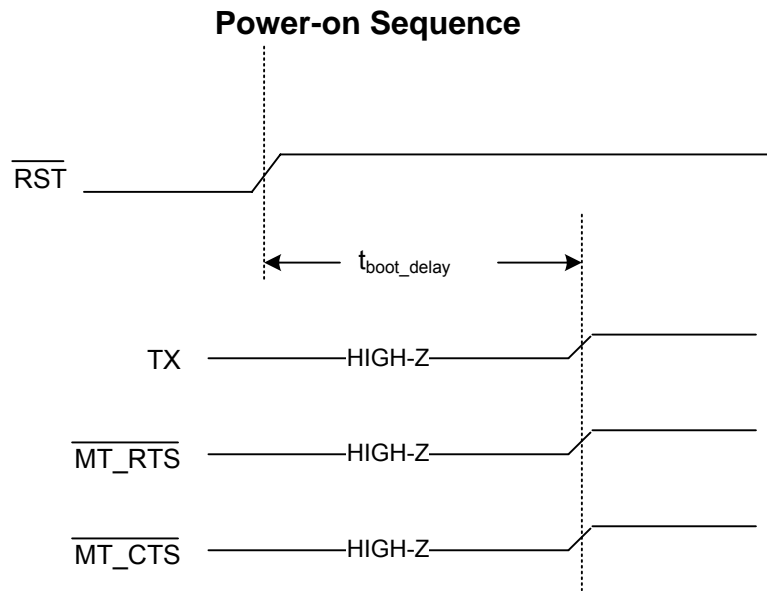 Power-on Sequence
RST
tboot_delay
TX
HIGH-Z
MT_RTS
HIGH-Z
MT_CTS
HIGH-Z